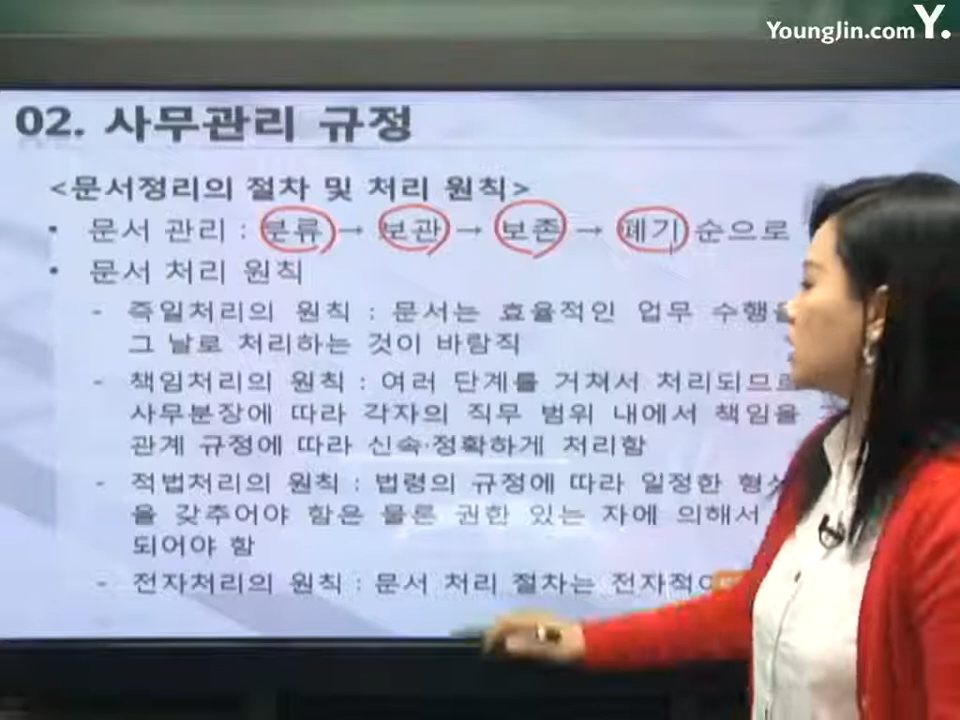 YoungJin.com Y.
02. 사무관리 규정
<문서정리의 절차 및 처리 원칙>
• 문서 관리 : 분류 → 보관 → 보존 → 폐기 순으로
• 문서 처리 원칙
- 즉일처리의 원칙 : 문서는 효율적인 업무 수행을
그 날로 처리하는 것이 바람직
- 책임처리의 원칙 : 여러 단계를 거쳐서 처리되므로
사무분장에 따라 각자의 직무 범위 내에서 책임을
관계 규정에 따라 신속·정확하게 처리함
- 적법처리의 원칙 : 법령의 규정에 따라 일정한
을 갖추어야 함은 물론 권한 있는 자에 의해서
되어야 함
- 전자처리의 원칙 : 문서 처리 절차는